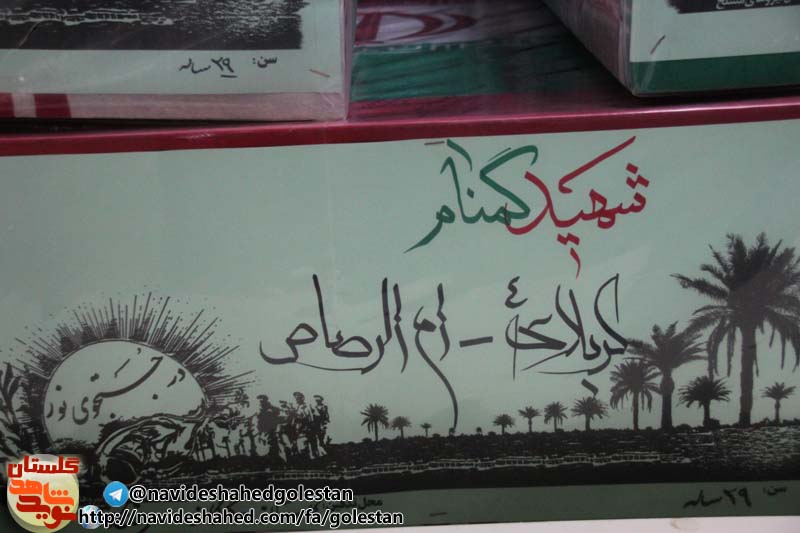 سن: ۲۹ ساله
شهید گمنام
کربلای ۴ - ام الرصاص
در جستجوی نور
سن: ۲۹ ساله
گلستان
نوید شاهد
@navideshahedgolestan
http://navideshahed.com/fa/golestan